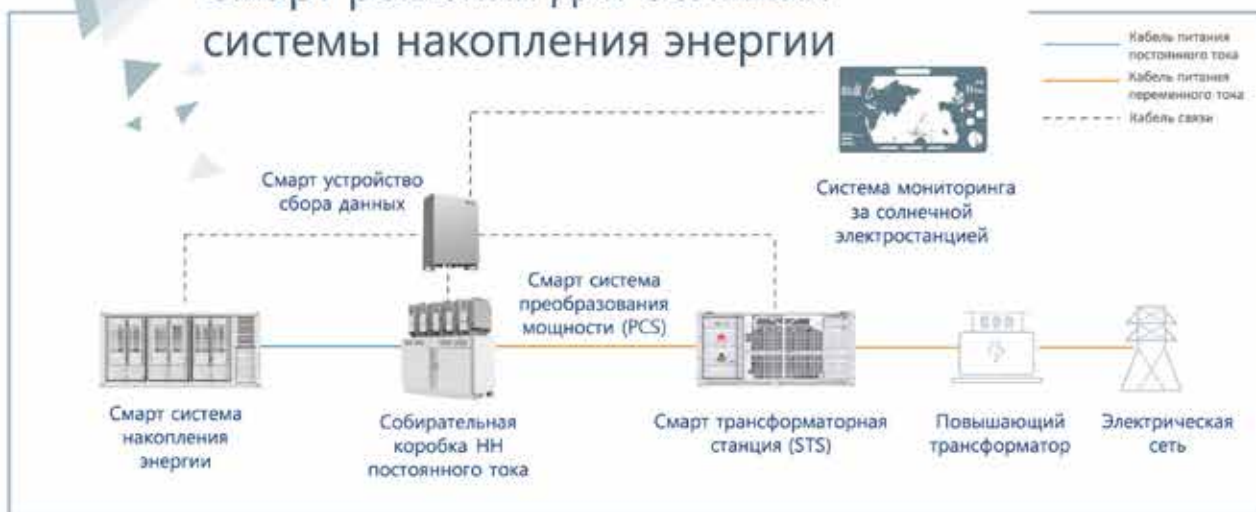 системы накопления энергии
Кабель питания
постоянного тока
Кабель питания
переменного тока
Кабель связи
Смарт устройство
сбора данных
Система мониторинга
за солнечной
электростанцией
Смарт система
преобразования
мощности (PCS)
Смарт система
накопления
энергии
Собирательная
коробка НН
постоянного тока
Смарт трансформаторная
станция (STS)
Повышающий
трансформатор
Электрическая
сеть